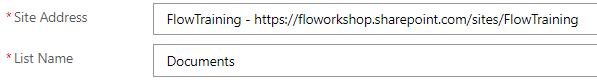 * Site Address FlowTraining - https://floworkshop.sharepoint.com/sites/FlowTraining
* List Name Documents